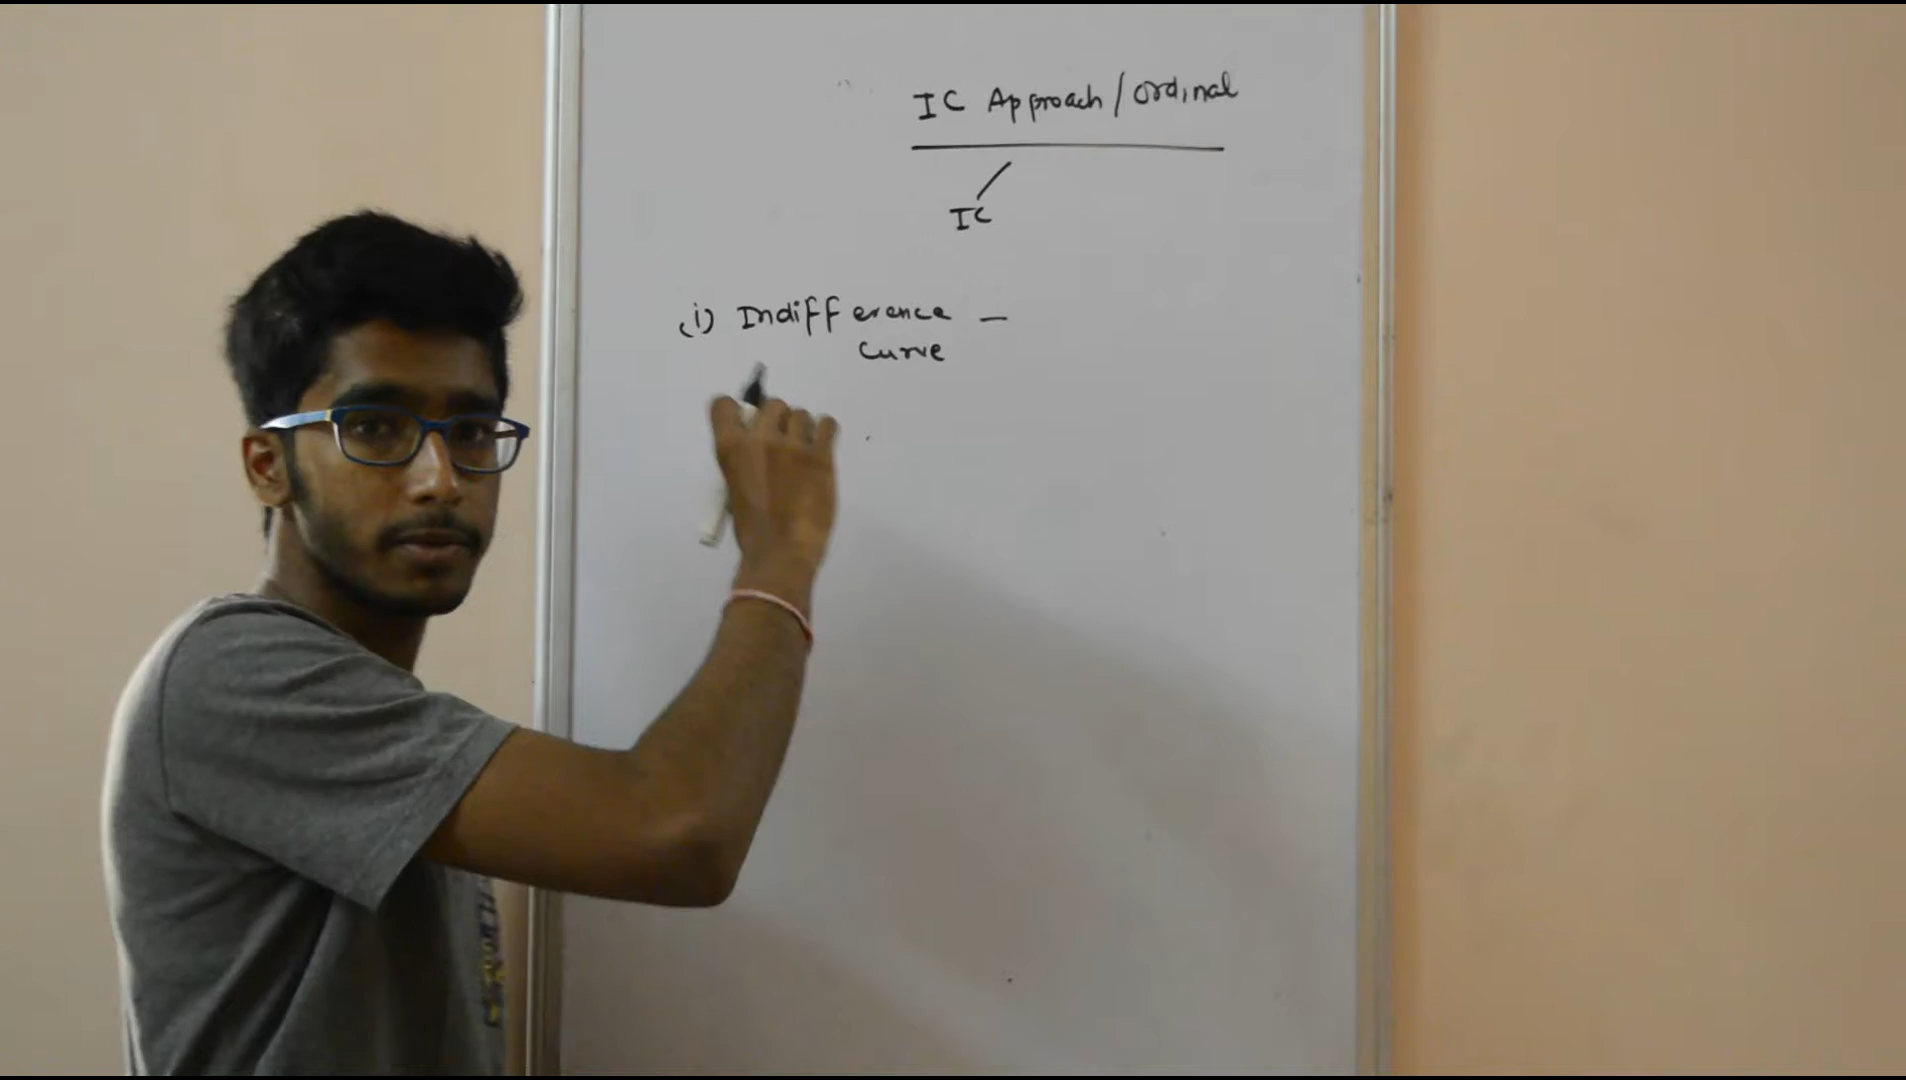 IC Approach/Ordinal
IC
(i) Indifference –
Curve